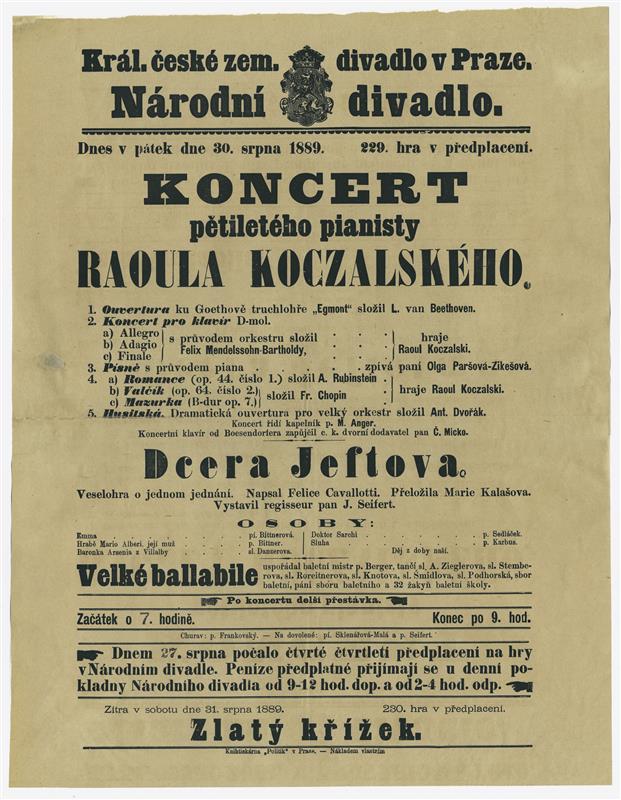 Král. české zem. divadlo v Praze.
Národní divadlo.
Dnes v pátek dne 30. srpna 1889. 229. hra v předplacení.
KONCERT
pětiletého pianisty
RAOULA KOCZALSKÉHO.
1. Ouvertura ku Goethově truchlohře „Egmont“ složil L. van Beethoven.
2. Koncert pro klavír D-mol.
a) Allegro
b) Adagio
c) Finale
s průvodem orkestru složil . . .
Felix Mendelssohn-Bartholdy, . . .
hraje
Raoul Koczalski.
3. Písně s průvodem piana . . . . . . zpívá paní Olga Paršová-Zikešová.
4. a) Romance (op. 44. číslo 1.) složil A. Rubinstein .
b) Valčík (op. 64. číslo 2.)
c) Mazurka (B-dur op. 7.)
složil Fr. Chopin .
hraje Raoul Koczalski.
5. Husitská. Dramatická ouvertura pro velký orkestr složil Ant. Dvořák.
Koncert řídí kapelník p. M. Anger.
Koncertní klavír od Boesendorfera zapůjčil c. k. dvorní dodavatel pan Č. Micko.
Dcera Jeftova.
Veselohra o jednom jednání. Napsal Felice Cavallotti. Přeložila Marie Kalašova.
Vystavil regisseur pan J. Seifert.
OSOBY:
Emma . . . . . . pí. Bittnerová. Doktor Sarchi . . . . . . p. Sedláček.
Hrabě Mario Alberi, její muž . . . p. Bittner. Sluha . . . . . . p. Karbus.
Baronka Arsenia z Villalby . . . sl. Danzerova. Děj z doby naší.
Velké ballabile uspořádal baletní mistr p. Berger, tančí sl. A. Zieglerova, sl. Stembe-
rova, sl. Roreitnerova, sl. Knotova, sl. Šmidlova, sl. Podhorská, sbor
baletní, páni sboru baletního a 32 žakyň baletní školy.
Po koncertu delší přestávka.
Začátek o 7. hodině. Konec po 9. hod.
Churav: p. Frankovský. — Na dovolené: pí. Sklenářová-Malá a p. Seifert.
Dnem 27. srpna počalo čtvrté čtvrtletí předplacení na hry
v Národním divadle. Peníze předplatné přijímají se u denní po-
kladny Národního divadla od 9-12 hod. dop. a od 2-4 hod. odp.
Zítra v sobotu dne 31. srpna 1889. 230. hra v předplacení.
Zlatý křížek.
Knihtiskárna „Politik“ v Praze. — Nákladem vlastním